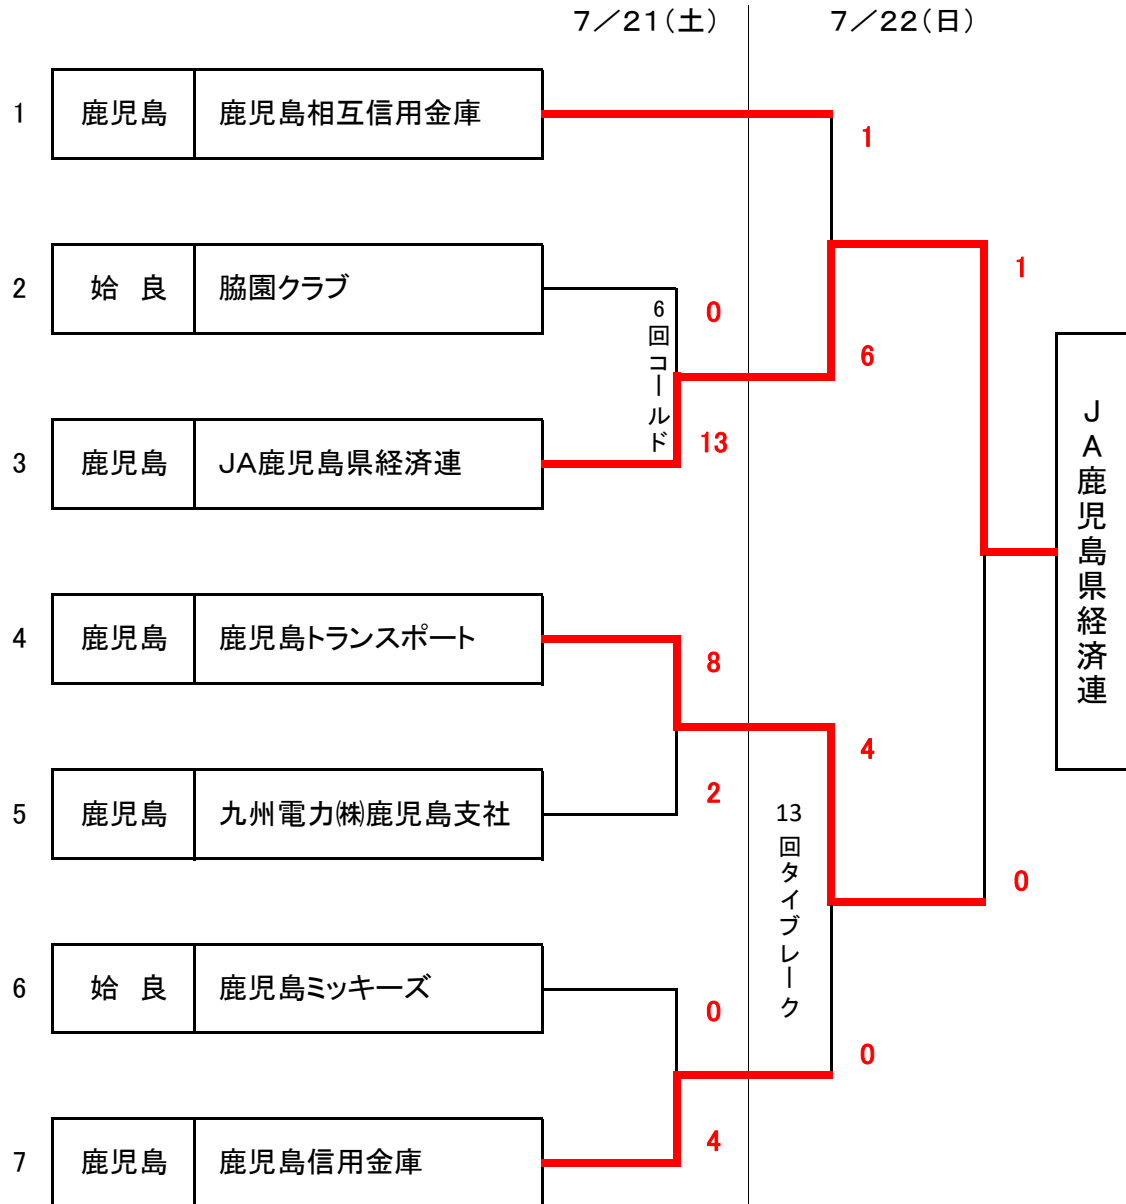 7／21（土） 7／22（日）
1 鹿児島 鹿児島相互信用金庫
1
2 姶 良 脇園クラブ
1
0
6回コールド
6
3 鹿児島 JA鹿児島県経済連
13
JA鹿児島県経済連
4 鹿児島 鹿児島トランスポート
8
4
5 鹿児島 九州電力㈱鹿児島支社
2
13回タイブレーク
0
6 姶 良 鹿児島ミッキーズ
0
0
7 鹿児島 鹿児島信用金庫
4